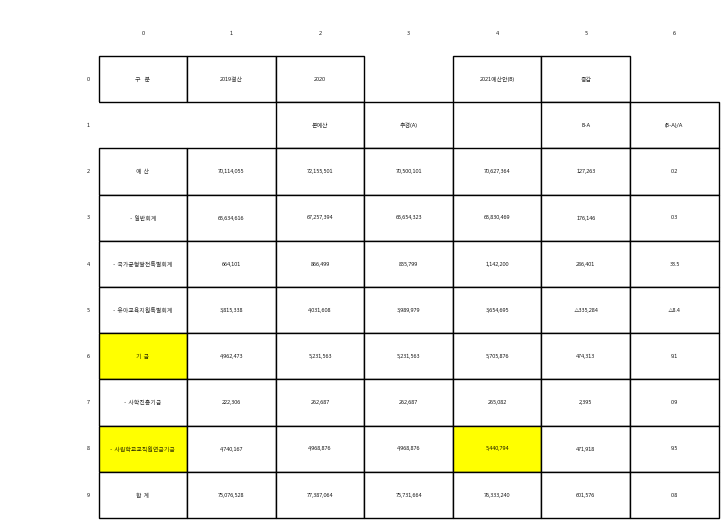 0 1 2 3 4 5 6
0 구 분 2019결산 2020 2021예산안(B) 증감
1 본예산 추경(A) B-A (B-A)/A
2 예 산 70,114,055 72,155,501 70,500,101 70,627,364 127,263 0.2
3 - 일반회계 65,634,616 67,257,394 65,654,323 65,830,469 176,146 0.3
4 - 국가균형발전특별회계 664,101 866,499 855,799 1,142,200 286,401 33.5
5 - 유아교육지원특별회계 3,815,338 4,031,608 3,989,979 3,654,695 △335,284 △8.4
6 기 금 4,962,473 5,231,563 5,231,563 5,705,876 474,313 9.1
7 - 사학진흥기금 222,306 262,687 262,687 265,082 2,395 0.9
8 - 사립학교교직원연금기금 4,740,167 4,968,876 4,968,876 5,440,794 471,918 9.5
9 합 계 75,076,528 77,387,064 75,731,664 76,333,240 601,576 0.8